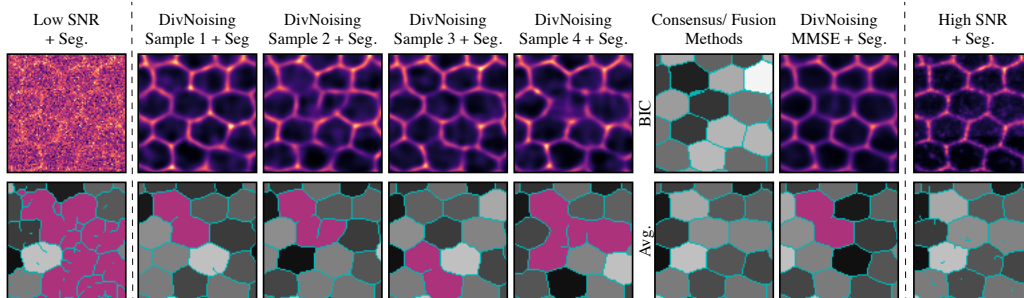 Low SNR
+ Seg.
DivNoising
Sample 1 + Seg
DivNoising
Sample 2 + Seg.
DivNoising
Sample 3 + Seg.
DivNoising
Sample 4 + Seg.
Consensus/ Fusion
Methods
DivNoising
MMSE + Seg.
High SNR
+ Seg.
BIC
Avg.